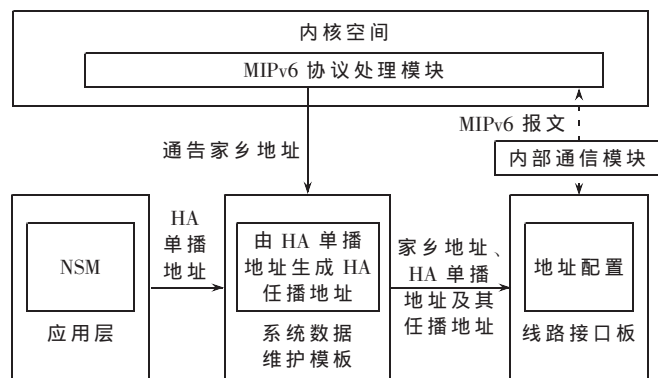 内核空间
MIPv6 协议处理模块
MIPv6 报文
通告家乡地址
内部通信模块
NSM
应用层
HA
单播
地址
由 HA 单播
地址生成 HA
任播地址
系统数据
维护模板
家乡地址、
HA 单播
地址及其
任播地址
地址配置
线路接口板